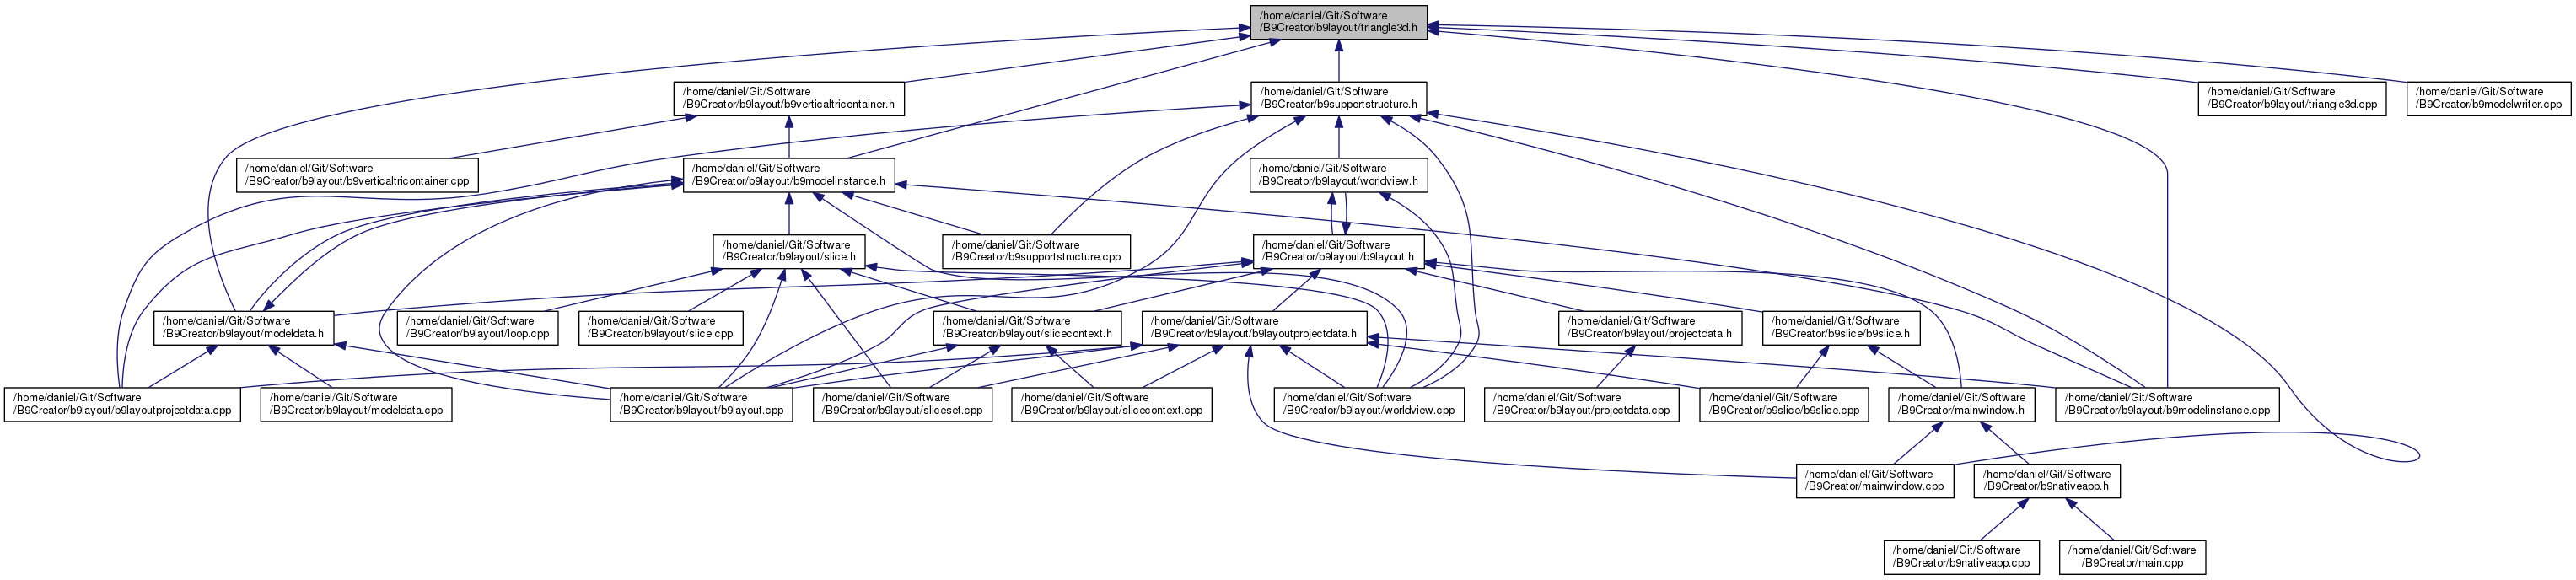 /home/daniel/Git/Software
/B9Creator/b9layout/triangle3d.h
/home/daniel/Git/Software
/B9Creator/b9layout/b9verticaltricontainer.h
/home/daniel/Git/Software
/B9Creator/b9supportstructure.h
/home/daniel/Git/Software
/B9Creator/b9layout/triangle3d.cpp
/home/daniel/Git/Software
/B9Creator/b9modelwriter.cpp
/home/daniel/Git/Software
/B9Creator/b9layout/b9verticaltricontainer.cpp
/home/daniel/Git/Software
/B9Creator/b9layout/b9modelinstance.h
/home/daniel/Git/Software
/B9Creator/b9layout/worldview.h
/home/daniel/Git/Software
/B9Creator/b9layout/slice.h
/home/daniel/Git/Software
/B9Creator/b9supportstructure.cpp
/home/daniel/Git/Software
/B9Creator/b9layout/b9layout.h
/home/daniel/Git/Software
/B9Creator/b9layout/modeldata.h
/home/daniel/Git/Software
/B9Creator/b9layout/loop.cpp
/home/daniel/Git/Software
/B9Creator/b9layout/slice.cpp
/home/daniel/Git/Software
/B9Creator/b9layout/slicecontext.h
/home/daniel/Git/Software
/B9Creator/b9layout/b9layoutprojectdata.h
/home/daniel/Git/Software
/B9Creator/b9layout/projectdata.h
/home/daniel/Git/Software
/B9Creator/b9slice/b9slice.h
/home/daniel/Git/Software
/B9Creator/b9layout/b9layoutprojectdata.cpp
/home/daniel/Git/Software
/B9Creator/b9layout/modeldata.cpp
/home/daniel/Git/Software
/B9Creator/b9layout/b9layout.cpp
/home/daniel/Git/Software
/B9Creator/b9layout/sliceset.cpp
/home/daniel/Git/Software
/B9Creator/b9layout/slicecontext.cpp
/home/daniel/Git/Software
/B9Creator/b9layout/worldview.cpp
/home/daniel/Git/Software
/B9Creator/b9layout/projectdata.cpp
/home/daniel/Git/Software
/B9Creator/b9slice/b9slice.cpp
/home/daniel/Git/Software
/B9Creator/mainwindow.h
/home/daniel/Git/Software
/B9Creator/b9layout/b9modelinstance.cpp
/home/daniel/Git/Software
/B9Creator/mainwindow.cpp
/home/daniel/Git/Software
/B9Creator/b9nativeapp.h
/home/daniel/Git/Software
/B9Creator/b9nativeapp.cpp
/home/daniel/Git/Software
/B9Creator/main.cpp